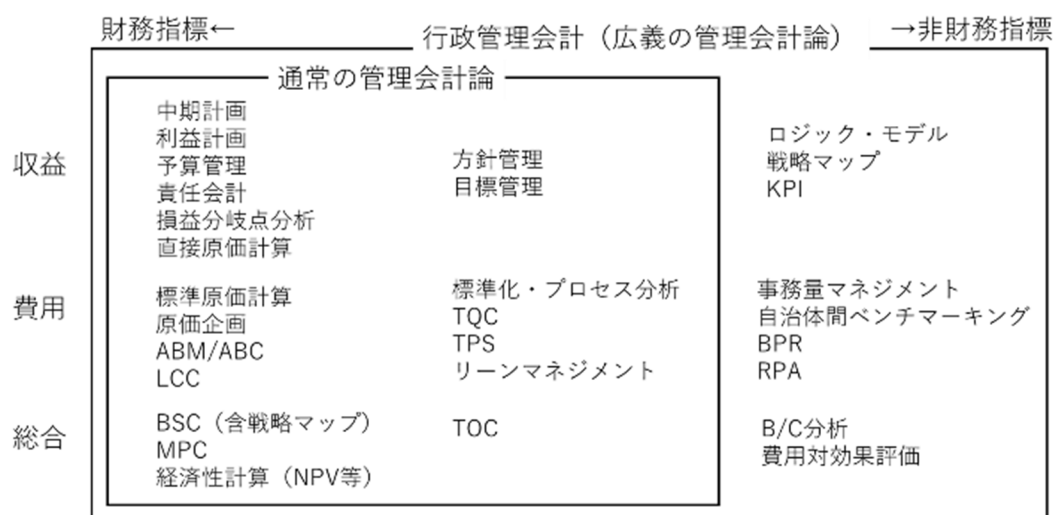 財務指標←
行政管理会計（広義の管理会計論）
→非財務指標
通常の管理会計論
収益
中期計画
利益計画
予算管理
責任会計
損益分岐点分析
直接原価計算
方針管理
目標管理
ロジック・モデル
戦略マップ
KPI
費用
標準原価計算
原価企画
ABM/ABC
LCC
標準化・プロセス分析
TQC
TPS
リーンマネジメント
事務量マネジメント
自治体間ベンチマーキング
BPR
RPA
総合
BSC（含戦略マップ）
MPC
経済性計算（NPV等）
TOC
B/C分析
費用対効果評価